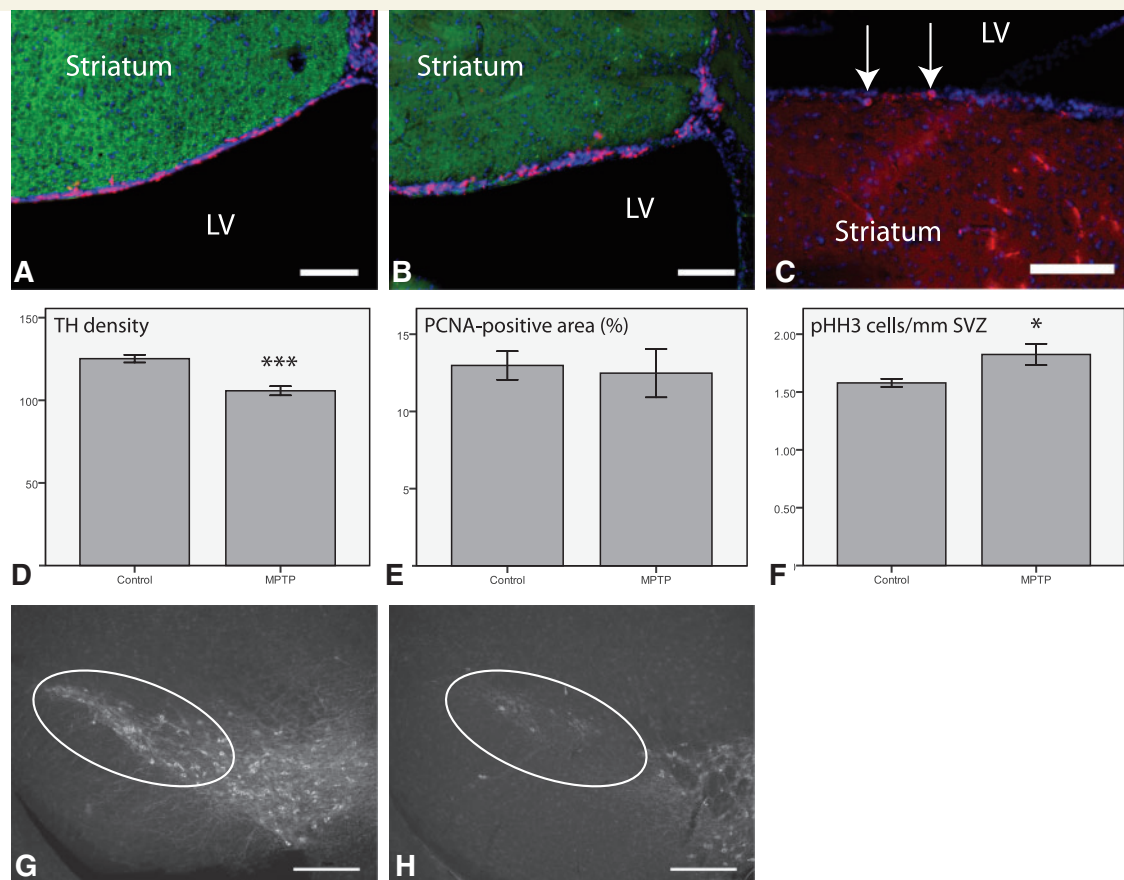 Striatum
LV
A
Striatum
LV
B
LV
Striatum
C
TH density
150
100
50
***
Control
MPTP
D
PCNA-positive area (%)
15
10
5
Control
MPTP
E
pHH3 cells/mm SVZ
2.00
1.50
1.00
0.50
*
Control
MPTP
F
G
H